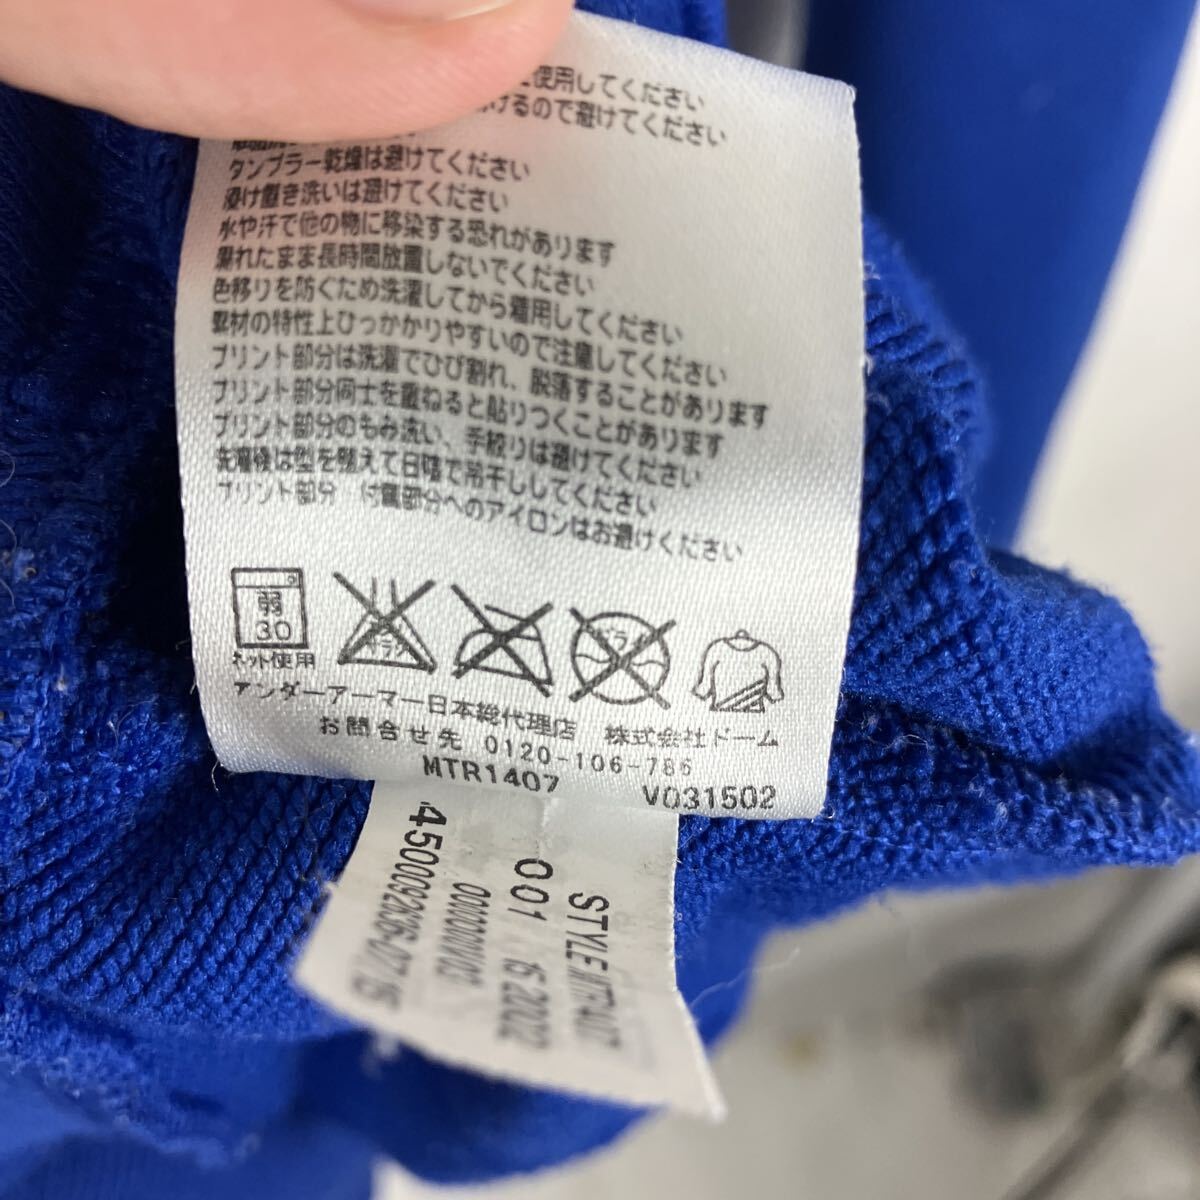 使用してください
けるので避けてください
タンブラー乾燥は避けてください
浸け置き洗いは避けてください
水や汗で他の物に移染する恐れがあります
濡れたまま長時間放置しないでください
色移りを防ぐため洗濯してから着用してください
素材の特性上ひっかかりやすいので注意してください
プリント部分は洗濯でひび割れ、脱落することがあります
プリント部分同士を重ねると貼りつくことがあります
プリント部分のもみ洗い、手絞りは避けてください
洗濯後は型を整えて日陰で吊干ししてください
プリント部分 付属部分へのアイロンはお避けください
弱
30
ネット使用
アンダーアーマー日本総代理店 株式会社ドーム
お問合せ先 0120-106-786
MTR1407 V031502
STYLE:MTR1407
001 15 2002
000000V03
4500092636-07/15